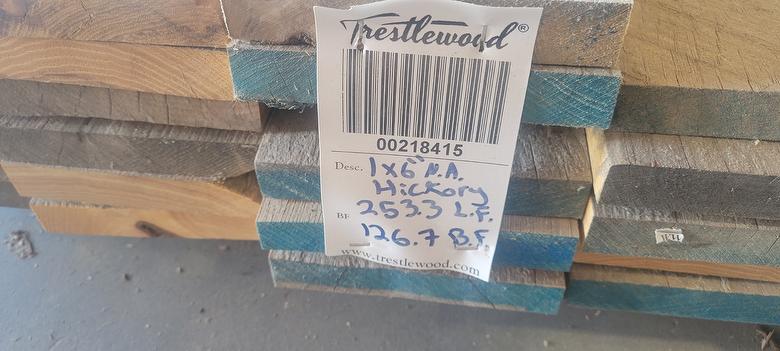 Trestlewood®
00218415
Desc. 1x6" N.A.
Hickory
BF 253.3 L.F.
126.7 B.F.
www.trestlewood.com